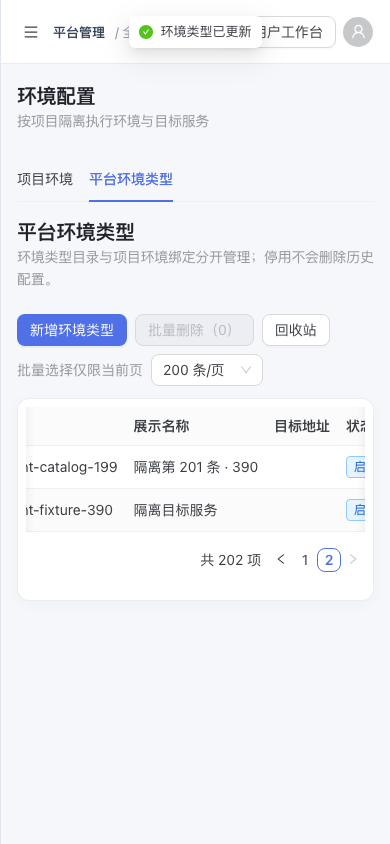 平台管理 /
环境类型已更新
户工作台
环境配置
按项目隔离执行环境与目标服务
项目环境 平台环境类型
平台环境类型
环境类型目录与项目环境绑定分开管理；停用不会删除历史
配置。
新增环境类型 批量删除（0） 回收站
批量选择仅限当前页 200 条/页
展示名称 目标地址
nt-catalog-199 隔离第 201 条 · 390 启
nt-fixture-390 隔离目标服务 启
共 202 项 1 2